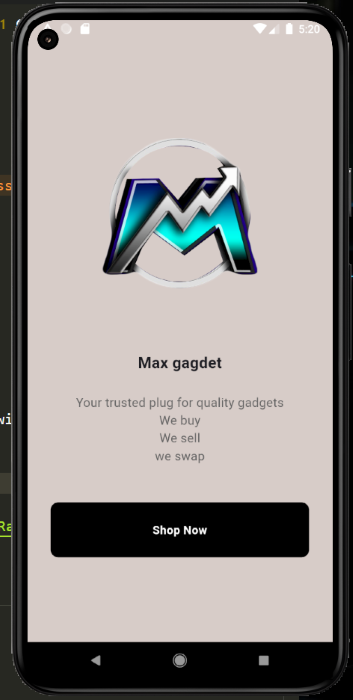 5:20
M
Max gagdet
Your trusted plug for quality gadgets
We buy
We sell
we swap
Shop Now